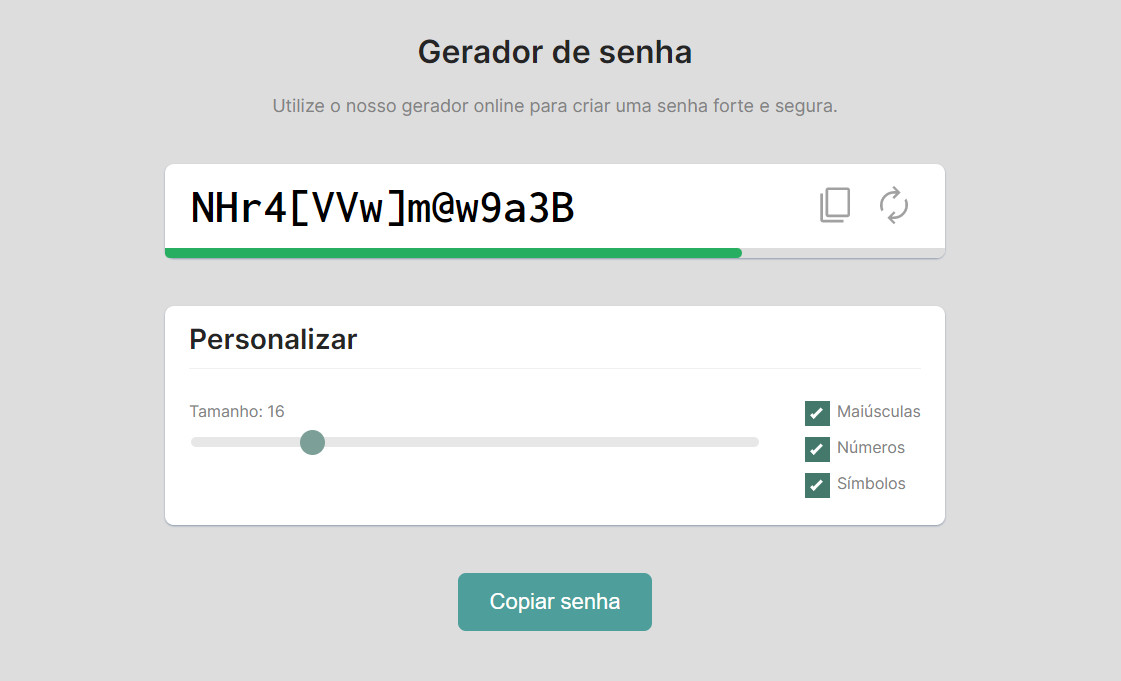 Gerador de senha
Utilize o nosso gerador online para criar uma senha forte e segura.
NHr4[VVw]m@w9a3B
Personalizar
Tamanho: 16
Maiúsculas
Números
Símbolos
Copiar senha